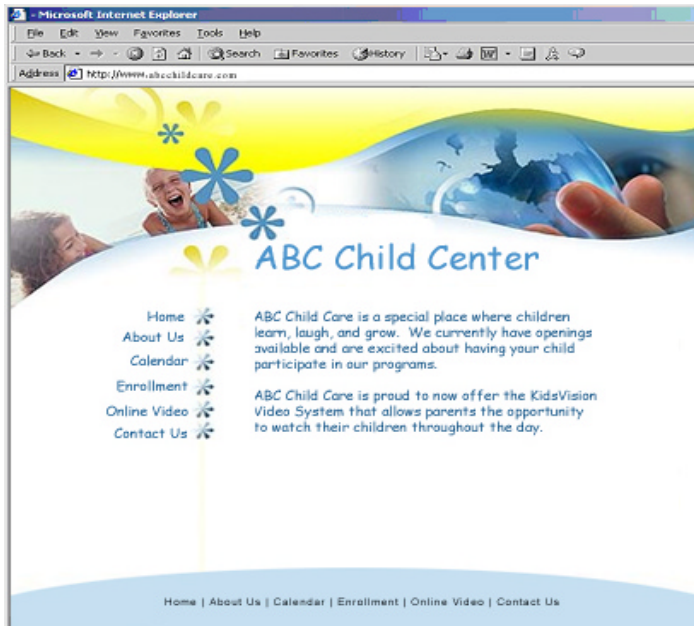 - Microsoft Internet Explorer
File Edit View Favorites Tools Help
Back Search Favorites History
Address http://www.abcchildcare.com
ABC Child Center
Home
About Us
Calendar
Enrollment
Online Video
Contact Us
ABC Child Care is a special place where children
learn, laugh, and grow. We currently have openings
available and are excited about having your child
participate in our programs.
ABC Child Care is proud to now offer the KidsVision
Video System that allows parents the opportunity
to watch their children throughout the day.
Home | About Us | Calendar | Enrollment | Online Video | Contact Us